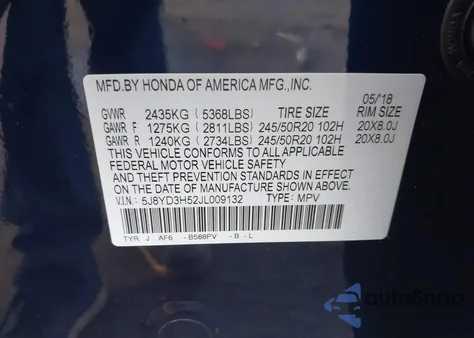 MFD.BY HONDA OF AMERICA MFG.,INC.
05/'18
GVWR 2435KG (5368LBS) TIRE SIZE RIM SIZE
GAWR F 1275KG (2811LBS) 245/50R20 102H 20X8.0J
GAWR R 1240KG (2734LBS) 245/50R20 102H 20X8.0J
THIS VEHICLE CONFORMS TO ALL APPLICABLE
FEDERAL MOTOR VEHICLE SAFETY
AND THEFT PREVENTION STANDARDS IN EFFECT
ON THE DATE OF MANUFACTURE SHOWN ABOVE.
V.I.N.: 5J8YD3H52JL009132 TYPE: MPV
TYR J AF6 -B588PV -B-L
autoSnap